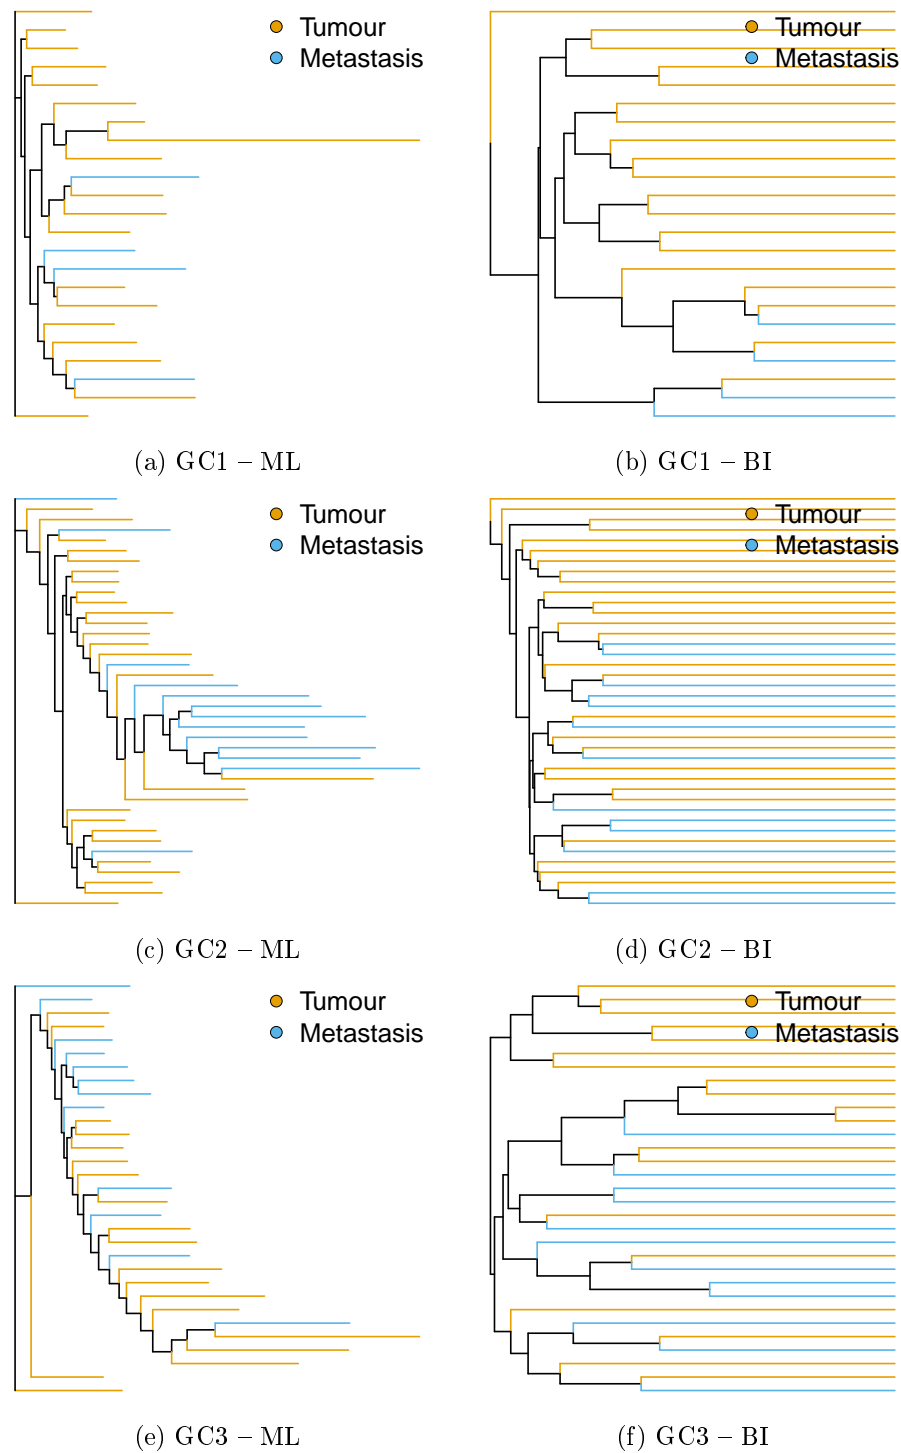 Tumour
Metastasis
Tumour
Metastasis
(a) GC1 – ML
(b) GC1 – BI
Tumour
Metastasis
Tumour
Metastasis
(c) GC2 – ML
(d) GC2 – BI
Tumour
Metastasis
Tumour
Metastasis
(e) GC3 – ML
(f) GC3 – BI